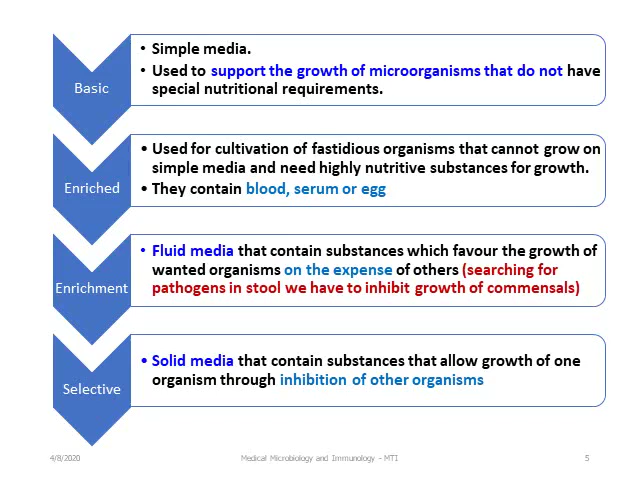 Basic
• Simple media.
• Used to support the growth of microorganisms that do not have
special nutritional requirements.
Enriched
• Used for cultivation of fastidious organisms that cannot grow on
simple media and need highly nutritive substances for growth.
• They contain blood, serum or egg
Enrichment
• Fluid media that contain substances which favour the growth of
wanted organisms on the expense of others (searching for
pathogens in stool we have to inhibit growth of commensals)
Selective
• Solid media that contain substances that allow growth of one
organism through inhibition of other organisms
4/8/2020
Medical Microbiology and Immunology - MTI
5